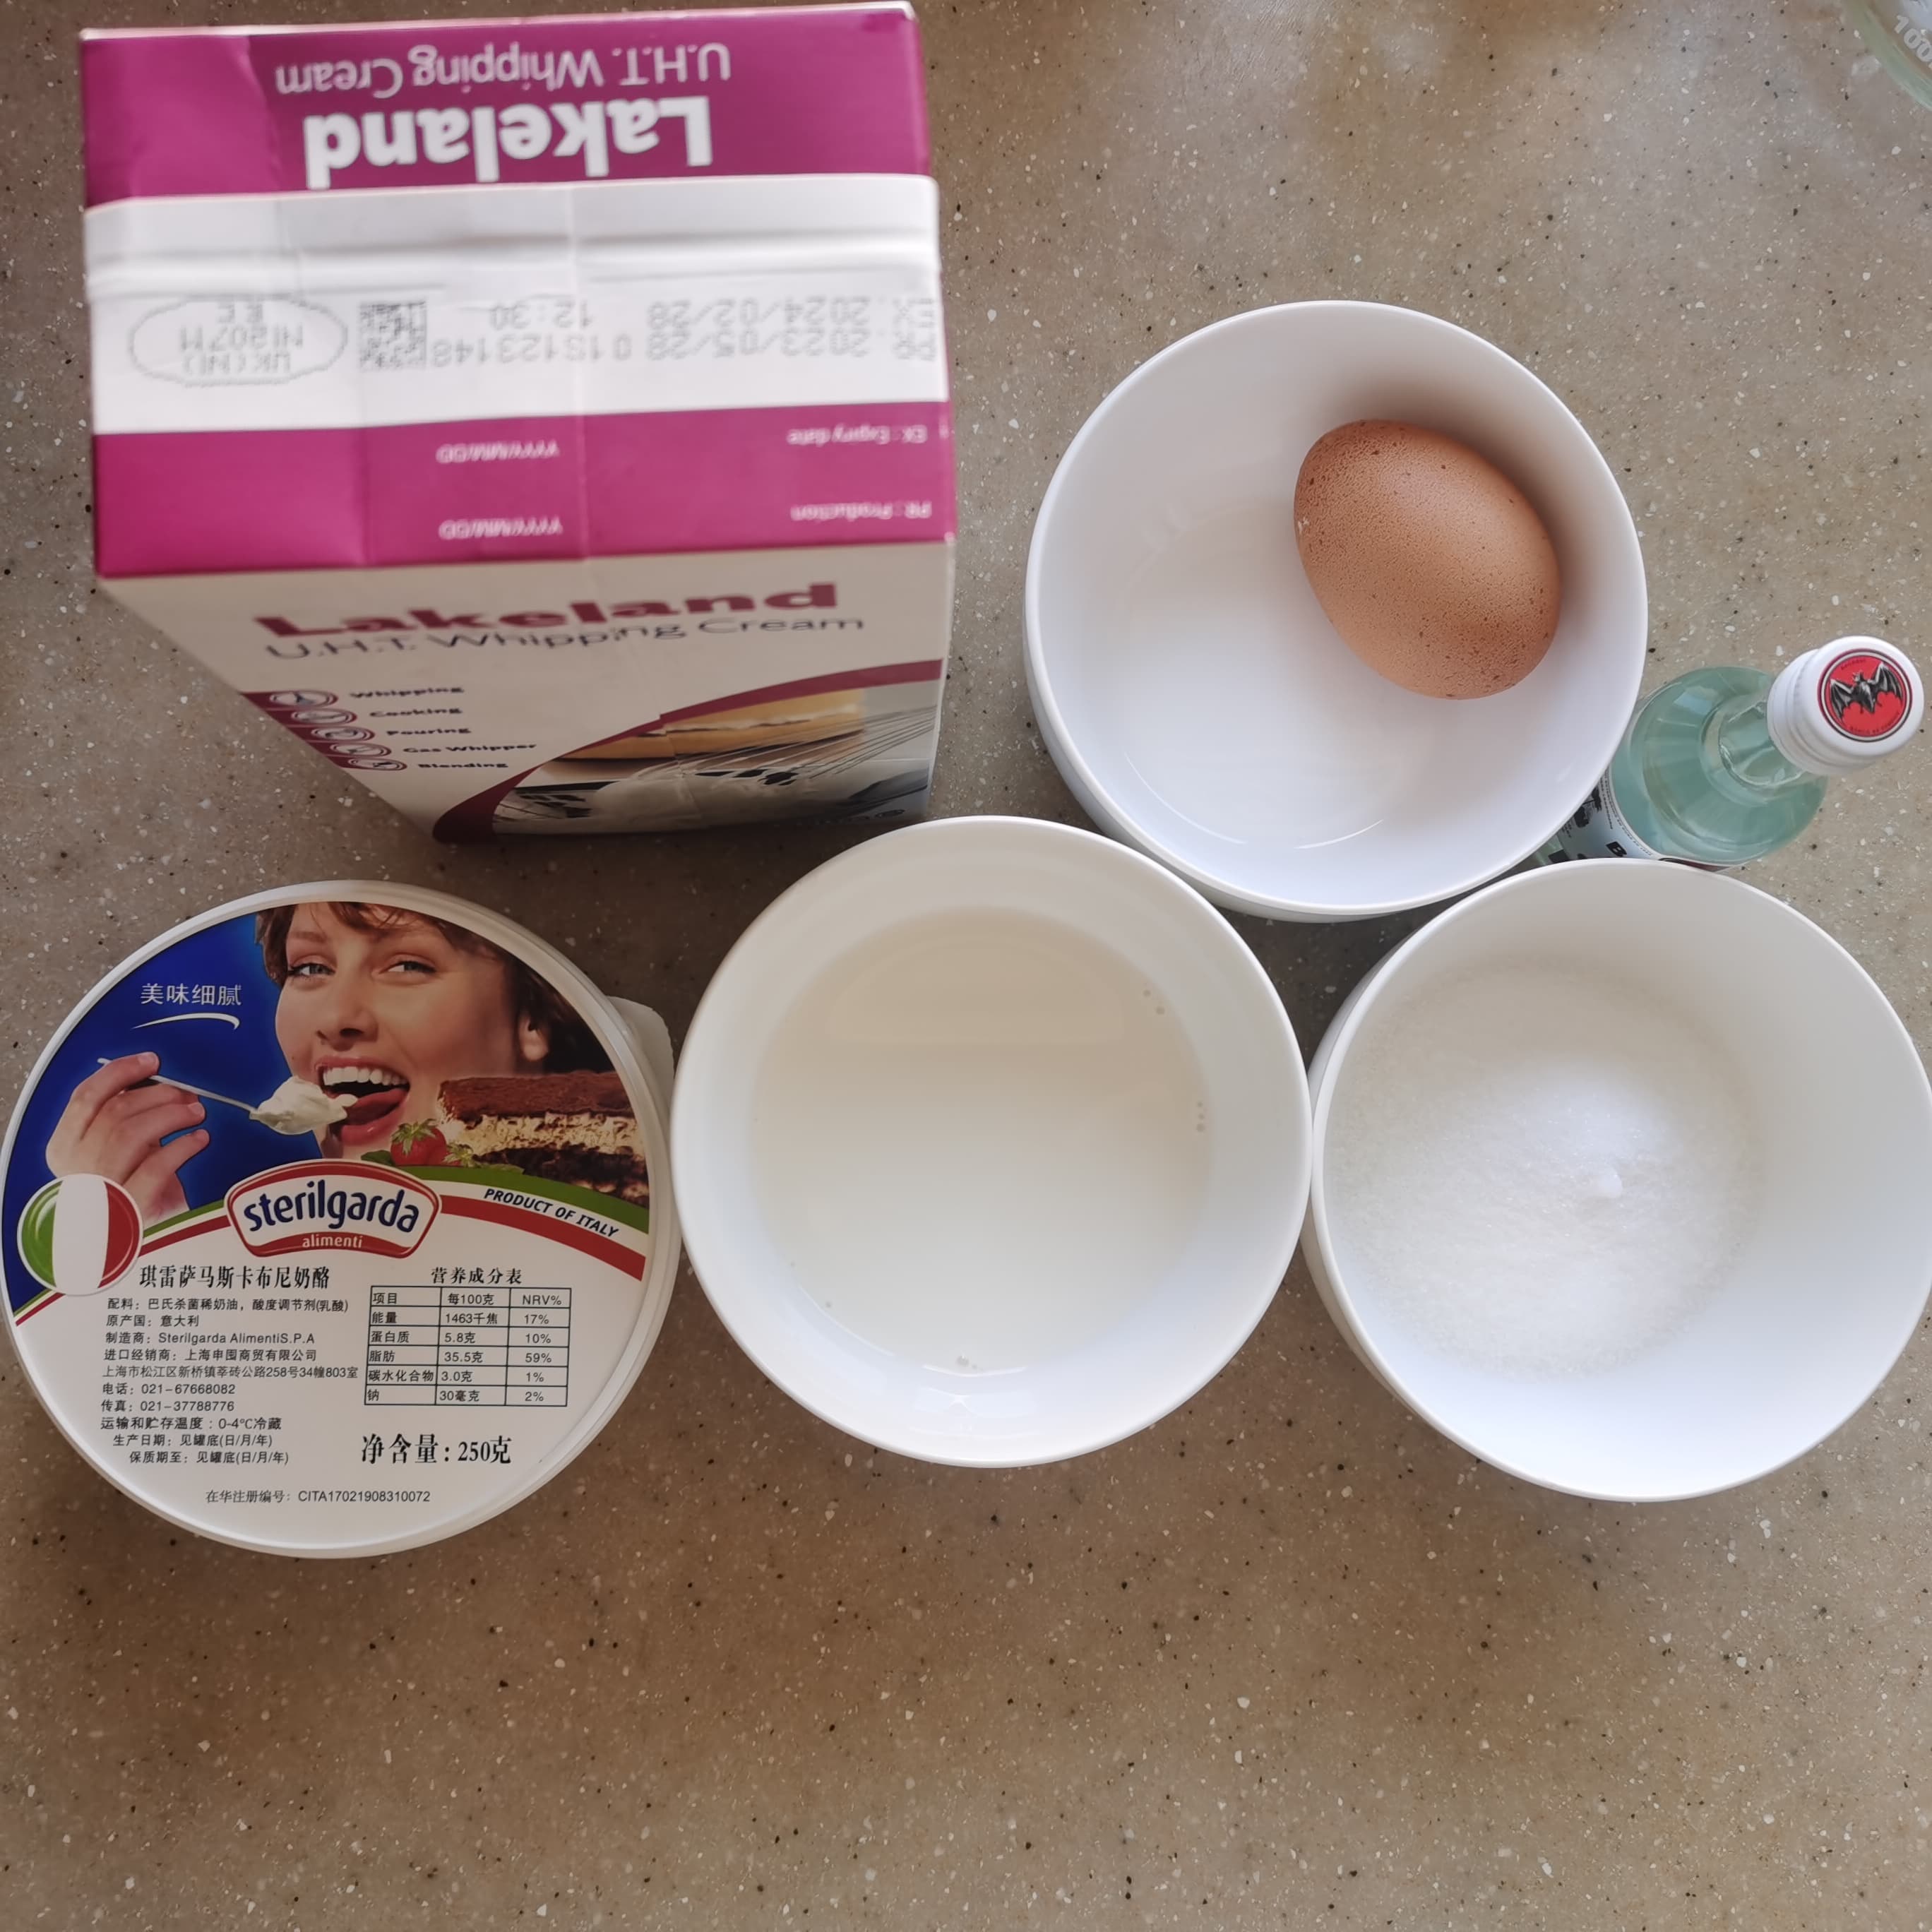 Lakeland
U.H.T. Whipping Cream
EX. 2024/02/28 12:30
PR. 2023/05/28 01S123148
UK(NI)
NI207M
EX : Expiry date YYYY/MM/DD
PR : Production YYYY/MM/DD
Lakeland
U.H.T. Whipping Cream
Whipping
Cooking
Pouring
Gas Whipper
Blending
100
美味细腻
sterilgarda
alimenti
PRODUCT OF ITALY
琪雷萨马斯卡布尼奶酪
配料：巴氏杀菌稀奶油，酸度调节剂(乳酸)
原产国：意大利
制造商：Sterilgarda AlimentiS.P.A
进口经销商：上海申囤商贸有限公司
上海市松江区新桥镇莘砖公路258号34幢803室
电话：021-67668082
传真：021-37788776
运输和贮存温度：0-4℃冷藏
生产日期：见罐底(日/月/年)
保质期至：见罐底(日/月/年)
营养成分表
项目 每100克 NRV%
能量 1463千焦 17%
蛋白质 5.8克 10%
脂肪 35.5克 59%
碳水化合物 3.0克 1%
钠 30毫克 2%
净含量：250克
在华注册编号：CITA17021908310072